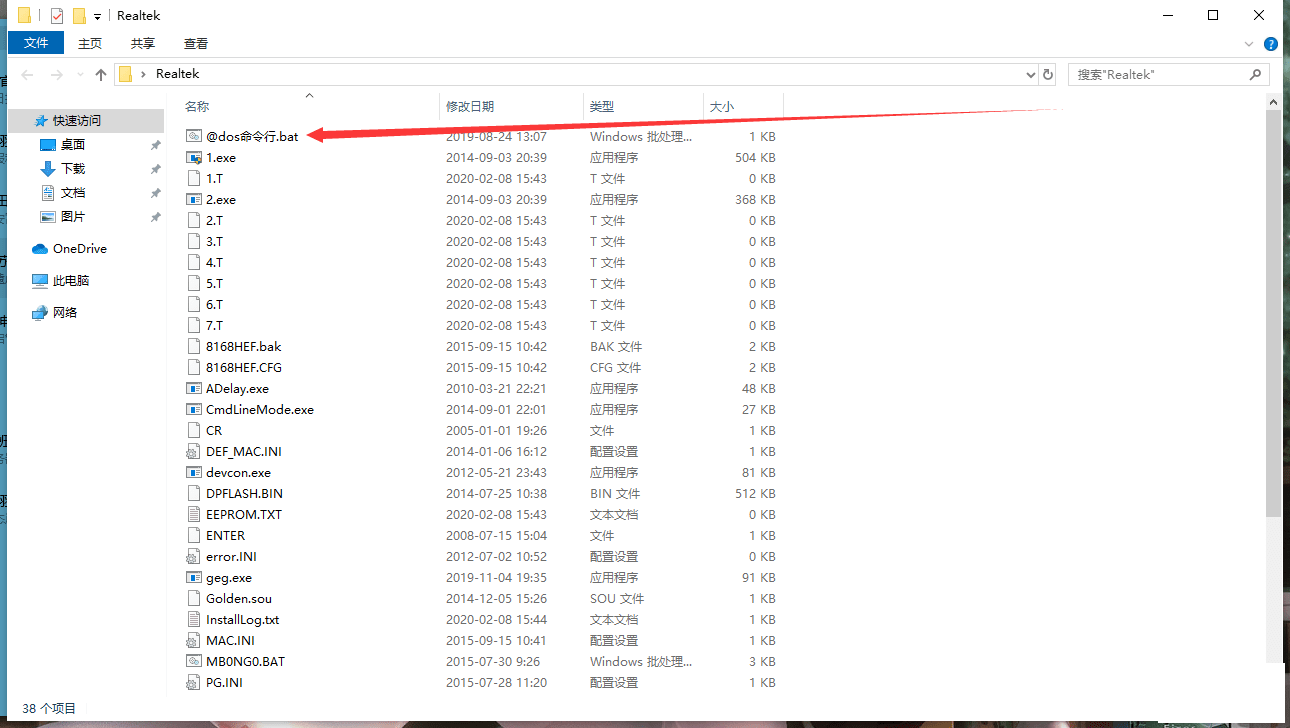 Realtek
文件 主页 共享 查看
Realtek 搜索"Realtek"
名称 修改日期 类型 大小
快速访问
桌面
下载
文档
图片
OneDrive
此电脑
网络
@dos命令行.bat 2019-08-24 13:07 Windows 批处理... 1 KB
1.exe 2014-09-03 20:39 应用程序 504 KB
1.T 2020-02-08 15:43 T 文件 0 KB
2.exe 2014-09-03 20:39 应用程序 368 KB
2.T 2020-02-08 15:43 T 文件 0 KB
3.T 2020-02-08 15:43 T 文件 0 KB
4.T 2020-02-08 15:43 T 文件 0 KB
5.T 2020-02-08 15:43 T 文件 0 KB
6.T 2020-02-08 15:43 T 文件 0 KB
7.T 2020-02-08 15:43 T 文件 0 KB
8168HEF.bak 2015-09-15 10:42 BAK 文件 2 KB
8168HEF.CFG 2015-09-15 10:42 CFG 文件 2 KB
ADelay.exe 2010-03-21 22:21 应用程序 48 KB
CmdLineMode.exe 2014-09-01 22:01 应用程序 27 KB
CR 2005-01-01 19:26 文件 1 KB
DEF_MAC.INI 2014-01-06 16:12 配置设置 1 KB
devcon.exe 2012-05-21 23:43 应用程序 81 KB
DPFLASH.BIN 2014-07-25 10:38 BIN 文件 512 KB
EEPROM.TXT 2020-02-08 15:43 文本文档 0 KB
ENTER 2008-07-15 15:04 文件 1 KB
error.INI 2012-07-02 10:52 配置设置 0 KB
geg.exe 2019-11-04 19:35 应用程序 91 KB
Golden.sou 2014-12-05 15:26 SOU 文件 1 KB
InstallLog.txt 2020-02-08 15:44 文本文档 1 KB
MAC.INI 2015-09-15 10:41 配置设置 1 KB
MB0NG0.BAT 2015-07-30 9:26 Windows 批处理... 3 KB
PG.INI 2015-07-28 11:20 配置设置 1 KB
38 个项目